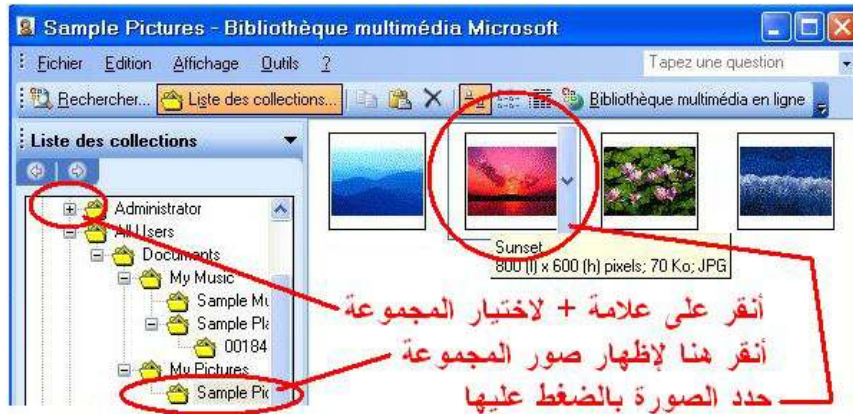 Sample Pictures - Bibliothèque multimédia Microsoft
Fichier Edition Affichage Outils ?
Tapez une question
Rechercher... Liste des collections... Bibliothèque multimédia en ligne
Liste des collections
Administrator
All Users
Documents
My Music
Sample Mu
Sample Pla
00184
My Pictures
Sample Pic
Sunset
800 (l) x 600 (h) pixels; 70 Ko; JPG
أنقر على علامة + لاختيار المجموعة
أنقر هنا لإظهار صور المجموعة
حدد الصورة بالضغط عليها